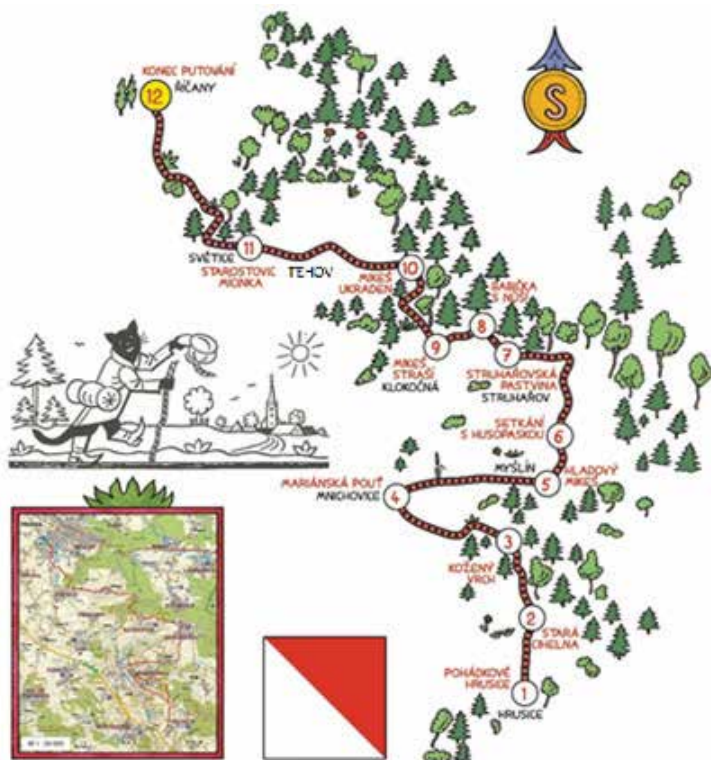 KONEC PUTOVÁNÍ
ŘÍČANY
12
S
11
SVĚTICE
STAROSTOVIC
MICINKA
TEHOV
10
MIKEŠ
UKRADEN
BABIČKA
S NŮŠÍ
8
9
7
MIKEŠ
STRAŠÍ
KLOKOČNÁ
STRUHAŘOVSKÁ
PASTVINA
STRUHAŘOV
SETKÁNÍ
S HUSOPASKOU
6
MYŠLÍN
HLADOVÝ
MIKEŠ
5
MARIÁNSKÁ POUŤ
MNICHOVICE
4
3
KOŽENÝ
VRCH
2
STARÁ
CIHELNA
POHÁDKOVÉ
HRUSICE
1
HRUSICE